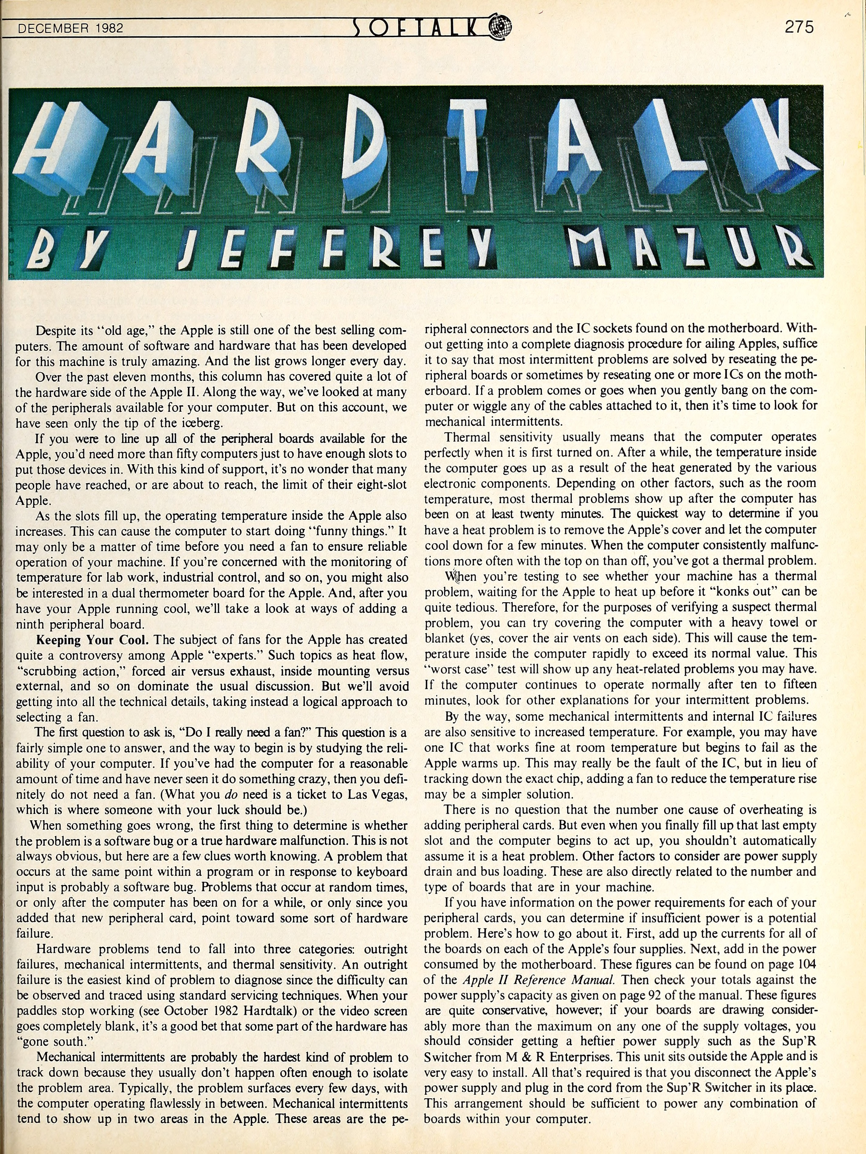 DECEMBER 1982
SOFTALK
275
HARDTALK
BY JEFFREY MAZUR
Despite its "old age," the Apple is still one of the best selling com-
puters. The amount of software and hardware that has been developed
for this machine is truly amazing. And the list grows longer every day.
Over the past eleven months, this column has covered quite a lot of
the hardware side of the Apple II. Along the way, we've looked at many
of the peripherals available for your computer. But on this account, we
have seen only the tip of the iceberg.
If you were to line up all of the peripheral boards available for the
Apple, you'd need more than fifty computers just to have enough slots to
put those devices in. With this kind of support, it's no wonder that many
people have reached, or are about to reach, the limit of their eight-slot
Apple.
As the slots fill up, the operating temperature inside the Apple also
increases. This can cause the computer to start doing "funny things." It
may only be a matter of time before you need a fan to ensure reliable
operation of your machine. If you're concerned with the monitoring of
temperature for lab work, industrial control, and so on, you might also
be interested in a dual thermometer board for the Apple. And, after you
have your Apple running cool, we'll take a look at ways of adding a
ninth peripheral board.
Keeping Your Cool. The subject of fans for the Apple has created
quite a controversy among Apple "experts." Such topics as heat flow,
"scrubbing action," forced air versus exhaust, inside mounting versus
external, and so on dominate the usual discussion. But we'll avoid
getting into all the technical details, taking instead a logical approach to
selecting a fan.
The first question to ask is, "Do I really need a fan?" This question is a
fairly simple one to answer, and the way to begin is by studying the reli-
ability of your computer. If you've had the computer for a reasonable
amount of time and have never seen it do something crazy, then you defi-
nitely do not need a fan. (What you do need is a ticket to Las Vegas,
which is where someone with your luck should be.)
When something goes wrong, the first thing to determine is whether
the problem is a software bug or a true hardware malfunction. This is not
always obvious, but here are a few clues worth knowing. A problem that
occurs at the same point within a program or in response to keyboard
input is probably a software bug. Problems that occur at random times,
or only after the computer has been on for a while, or only since you
added that new peripheral card, point toward some sort of hardware
failure.
Hardware problems tend to fall into three categories: outright
failures, mechanical intermittents, and thermal sensitivity. An outright
failure is the easiest kind of problem to diagnose since the difficulty can
be observed and traced using standard servicing techniques. When your
paddles stop working (see October 1982 Hardtalk) or the video screen
goes completely blank, it's a good bet that some part of the hardware has
"gone south."
Mechanical intermittents are probably the hardest kind of problem to
track down because they usually don't happen often enough to isolate
the problem area. Typically, the problem surfaces every few days, with
the computer operating flawlessly in between. Mechanical intermittents
tend to show up in two areas in the Apple. These areas are the pe-
ripheral connectors and the IC sockets found on the motherboard. With-
out getting into a complete diagnosis procedure for ailing Apples, suffice
it to say that most intermittent problems are solved by reseating the pe-
ripheral boards or sometimes by reseating one or more ICs on the moth-
erboard. If a problem comes or goes when you gently bang on the com-
puter or wiggle any of the cables attached to it, then it's time to look for
mechanical intermittents.
Thermal sensitivity usually means that the computer operates
perfectly when it is first turned on. After a while, the temperature inside
the computer goes up as a result of the heat generated by the various
electronic components. Depending on other factors, such as the room
temperature, most thermal problems show up after the computer has
been on at least twenty minutes. The quickest way to determine if you
have a heat problem is to remove the Apple's cover and let the computer
cool down for a few minutes. When the computer consistently malfunc-
tions more often with the top on than off, you've got a thermal problem.
When you're testing to see whether your machine has a thermal
problem, waiting for the Apple to heat up before it "konks out" can be
quite tedious. Therefore, for the purposes of verifying a suspect thermal
problem, you can try covering the computer with a heavy towel or
blanket (yes, cover the air vents on each side). This will cause the tem-
perature inside the computer rapidly to exceed its normal value. This
"worst case" test will show up any heat-related problems you may have.
If the computer continues to operate normally after ten to fifteen
minutes, look for other explanations for your intermittent problems.
By the way, some mechanical intermittents and internal IC failures
are also sensitive to increased temperature. For example, you may have
one IC that works fine at room temperature but begins to fail as the
Apple warms up. This may really be the fault of the IC, but in lieu of
tracking down the exact chip, adding a fan to reduce the temperature rise
may be a simpler solution.
There is no question that the number one cause of overheating is
adding peripheral cards. But even when you finally fill up that last empty
slot and the computer begins to act up, you shouldn't automatically
assume it is a heat problem. Other factors to consider are power supply
drain and bus loading. These are also directly related to the number and
type of boards that are in your machine.
If you have information on the power requirements for each of your
peripheral cards, you can determine if insufficient power is a potential
problem. Here's how to go about it. First, add up the currents for all of
the boards on each of the Apple's four supplies. Next, add in the power
consumed by the motherboard. These figures can be found on page 104
of the Apple II Reference Manual. Then check your totals against the
power supply's capacity as given on page 92 of the manual. These figures
are quite conservative, however; if your boards are drawing consider-
ably more than the maximum on any one of the supply voltages, you
should consider getting a heftier power supply such as the Sup'R
Switcher from M & R Enterprises. This unit sits outside the Apple and is
very easy to install. All that's required is that you disconnect the Apple's
power supply and plug in the cord from the Sup'R Switcher in its place.
This arrangement should be sufficient to power any combination of
boards within your computer.